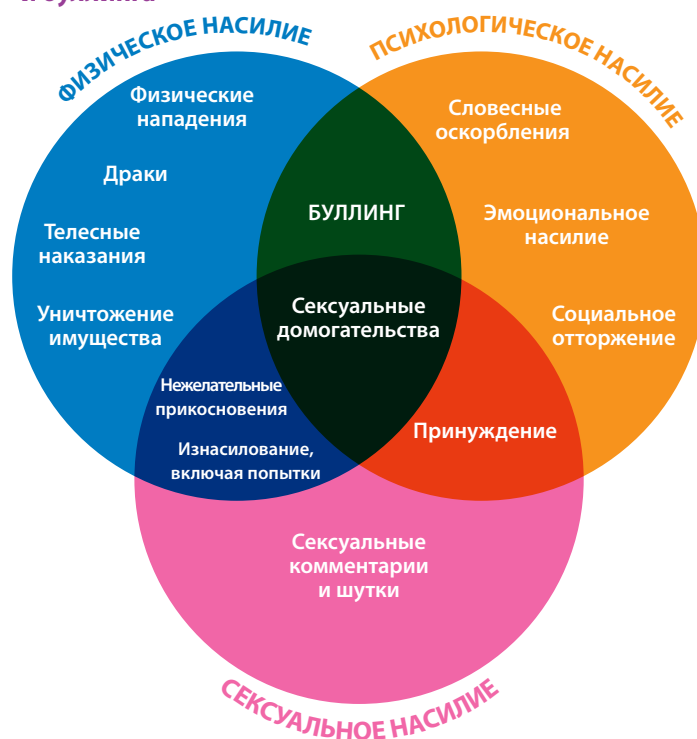 и буллинга
ФИЗИЧЕСКОЕ НАСИЛИЕ
ПСИХОЛОГИЧЕСКОЕ НАСИЛИЕ
Физические
нападения
Словесные
оскорбления
Драки
БУЛЛИНГ
Эмоциональное
насилие
Телесные
наказания
Уничтожение
имущества
Сексуальные
домогательства
Социальное
отторжение
Нежелательные
прикосновения
Принуждение
Изнасилование,
включая попытки
Сексуальные
комментарии
и шутки
СЕКСУАЛЬНОЕ НАСИЛИЕ